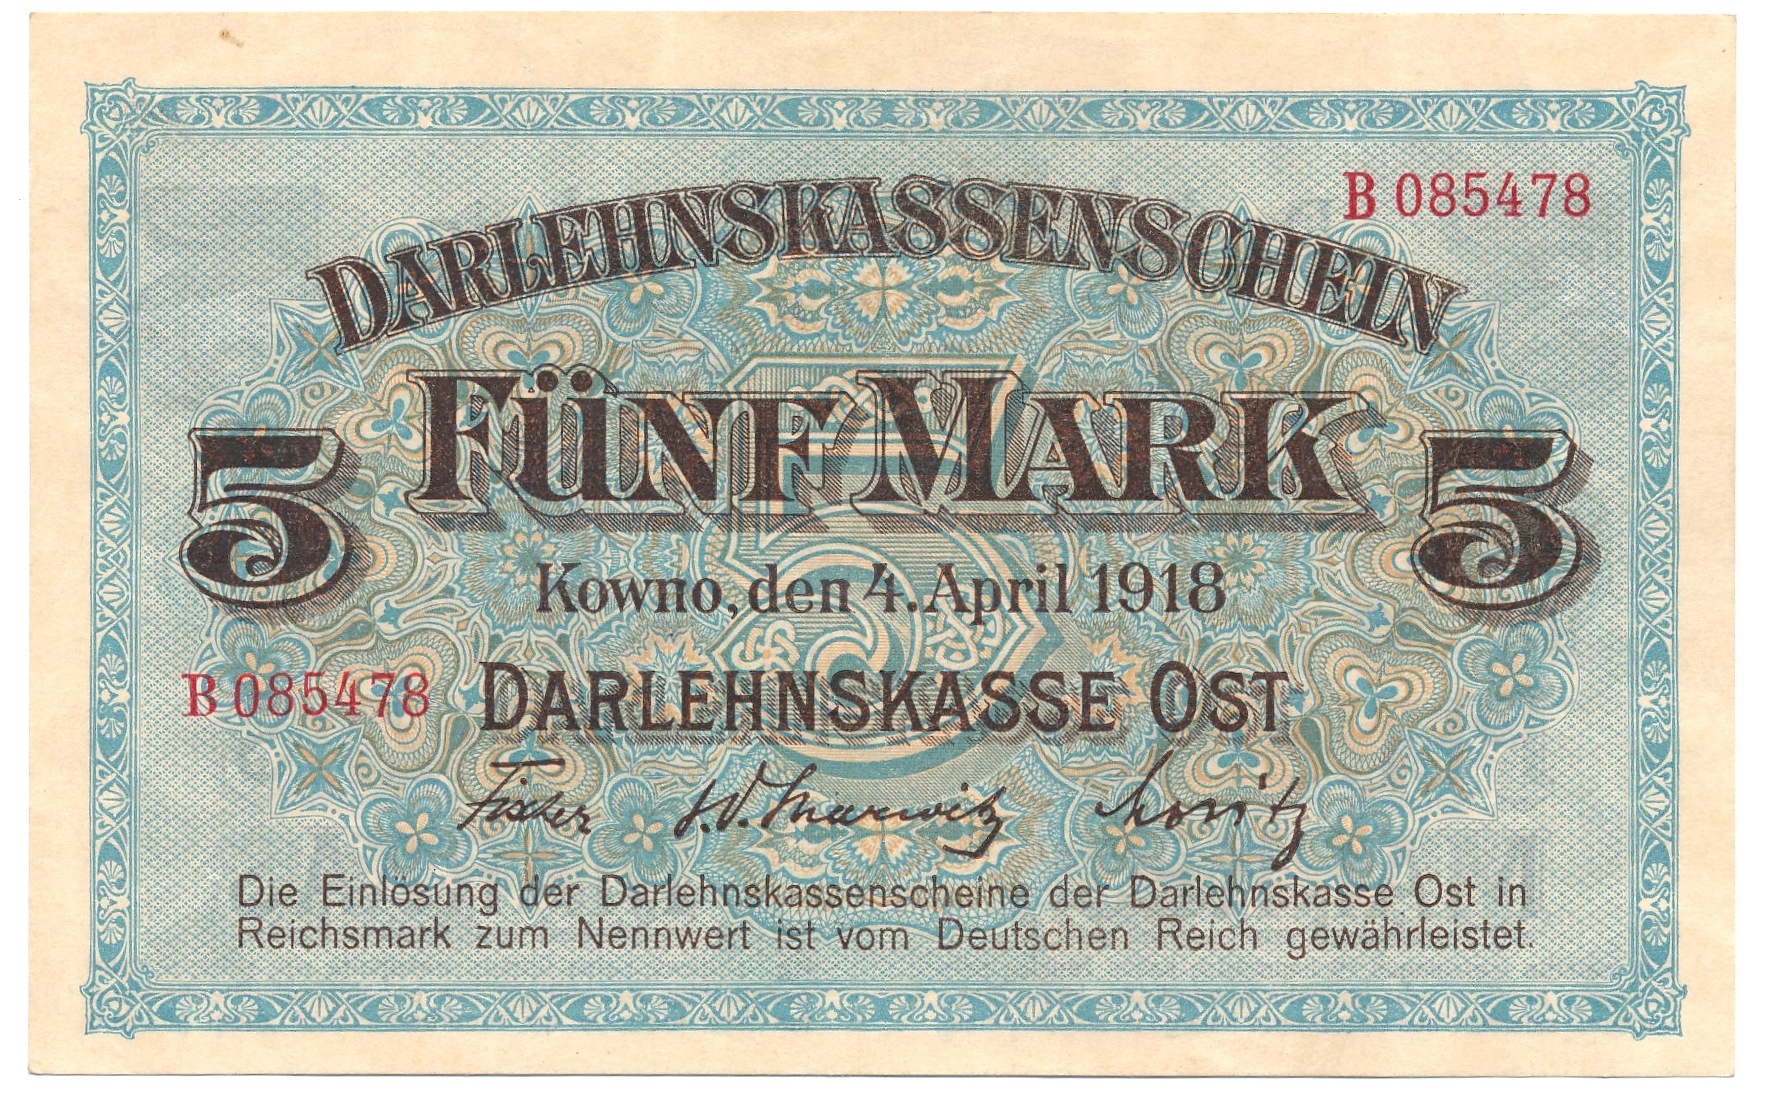 B 085478
DARLEHNSKASSENSCHEIN
FÜNF MARK
5
5
Kowno, den 4. April 1918
B 085478
DARLEHNSKASSE OST
Fischer
Die Einlösung der Darlehnskassenscheine der Darlehnskasse Ost in
Reichsmark zum Nennwert ist vom Deutschen Reich gewährleistet.